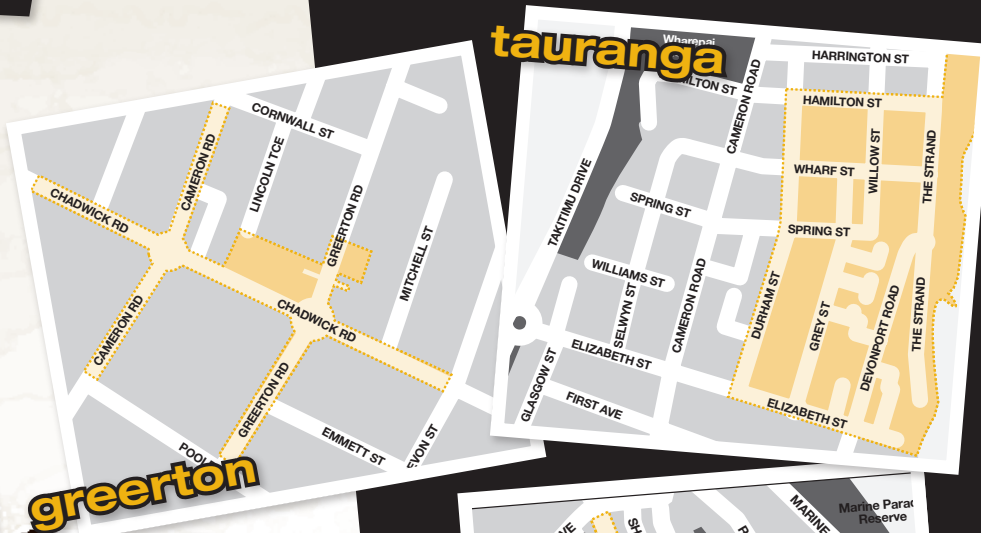 CORNWALL ST
CAMERON RD
LINCOLN TCE
CHADWICK RD
GREERTON RD
MITCHELL ST
CAMERON RD
CHADWICK RD
GREERTON RD
EMMETT ST
greerton
tauranga
Wharepai
HARRINGTON ST
CAMERON ROAD
HAMILTON ST
WILLOW ST
THE STRAND
WHARF ST
TAKITIMU DRIVE
SPRING ST
SPRING ST
WILLIAMS ST
SELWYN ST
CAMERON ROAD
DURHAM ST
GREY ST
DEVONPORT ROAD
THE STRAND
ELIZABETH ST
GLASGOW ST
FIRST AVE
ELIZABETH ST
MARINE
Marine
Reserve